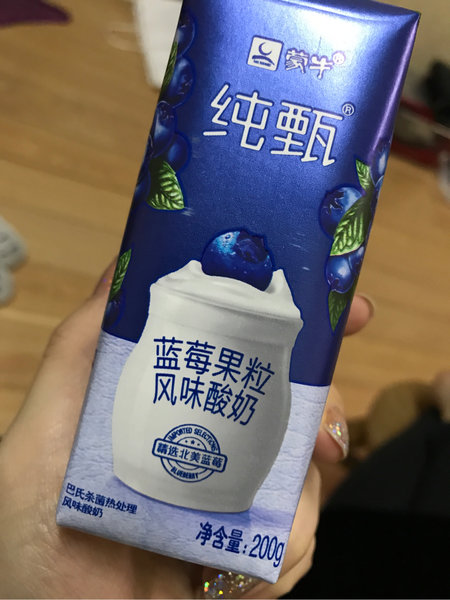 蒙牛®
纯甄®
蓝莓果粒
风味酸奶
IMPORTED SELECTIONS
精选北美蓝莓
BLUEBERRY
巴氏杀菌热处理
风味酸奶
净含量:200g